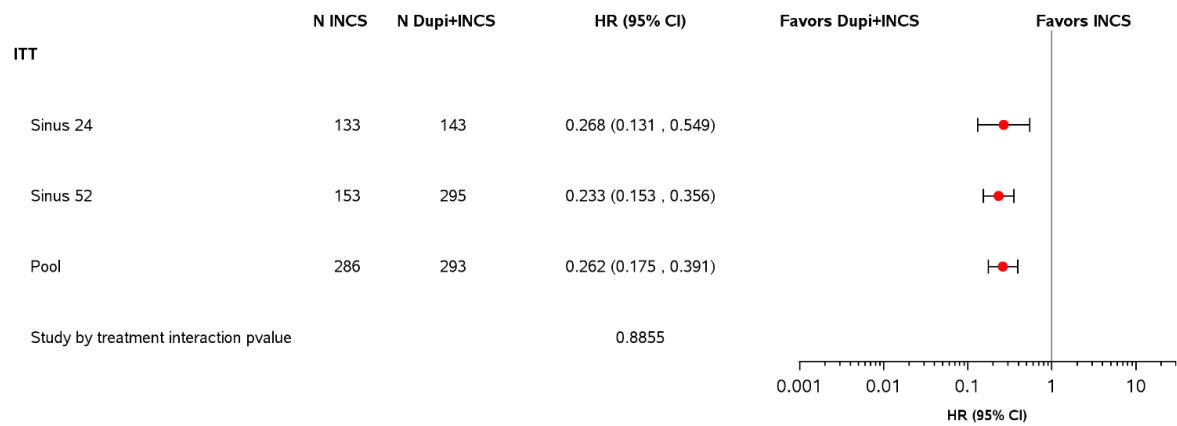 N INCS N Dupi+INCS HR (95% CI) Favors Dupi+INCS Favors INCS
ITT
Sinus 24 133 143 0.268 (0.131 , 0.549)
Sinus 52 153 295 0.233 (0.153 , 0.356)
Pool 286 293 0.262 (0.175 , 0.391)
Study by treatment interaction pvalue 0.8855
0.001 0.01 0.1 1 10
HR (95% CI)